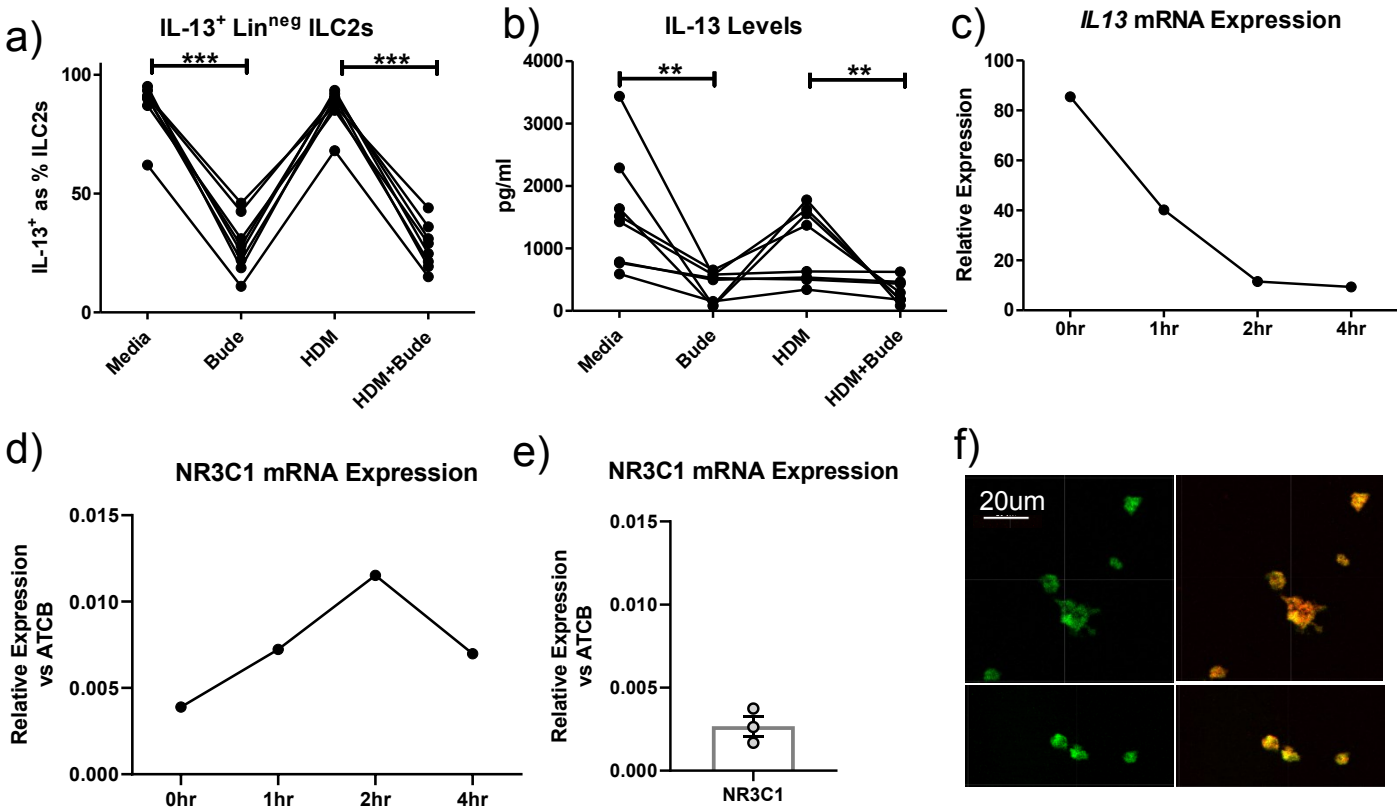 a)
IL-13+ Linneg ILC2s
***
***
IL-13+ as % ILC2s
100
50
0
Media
Bude
HDM
HDM+Bude
b)
IL-13 Levels
**
**
pg/ml
4000
3000
2000
1000
0
Media
Bude
HDM
HDM+Bude
c)
IL13 mRNA Expression
Relative Expression
100
80
60
40
20
0
0hr
1hr
2hr
4hr
d)
NR3C1 mRNA Expression
Relative Expression
vs ATCB
0.015
0.010
0.005
0.000
0hr
1hr
2hr
4hr
e)
NR3C1 mRNA Expression
Relative Expression
vs ATCB
0.015
0.010
0.005
0.000
NR3C1
f)
20um